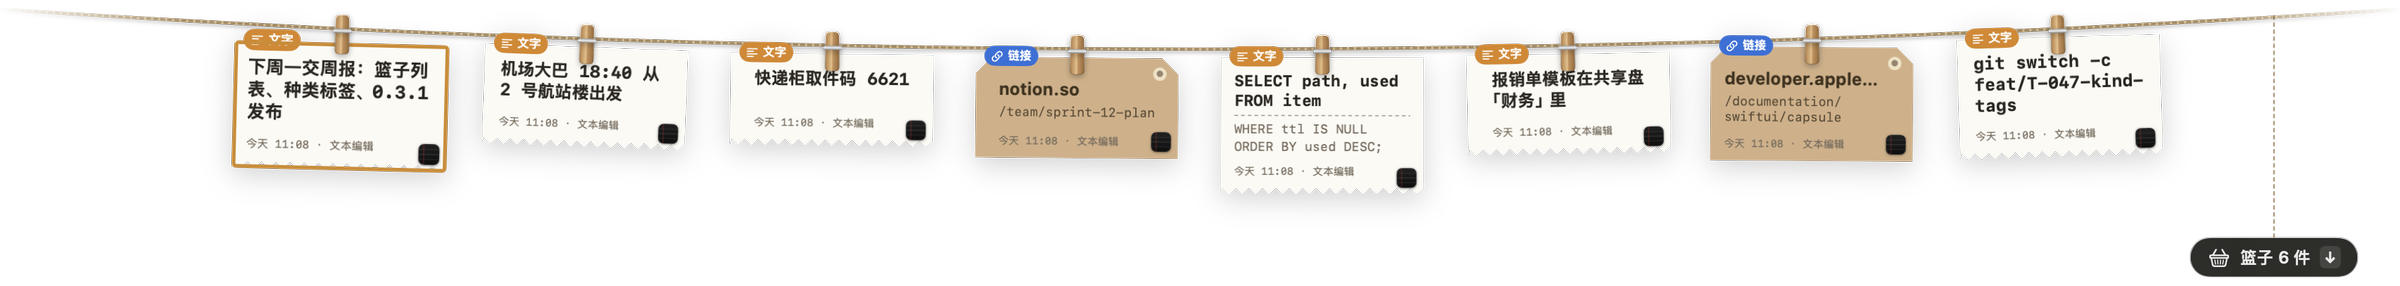 文字
下周一交周报：篮子列
表、种类标签、0.3.1
发布
今天 11:08 · 文本编辑
文字
机场大巴 18:40 从
2 号航站楼出发
今天 11:08 · 文本编辑
文字
快递柜取件码 6621
今天 11:08 · 文本编辑
链接
notion.so
/team/sprint-12-plan
今天 11:08 · 文本编辑
文字
SELECT path, used
FROM item
WHERE ttl IS NULL
ORDER BY used DESC;
今天 11:08 · 文本编辑
文字
报销单模板在共享盘
「财务」里
今天 11:08 · 文本编辑
链接
developer.apple...
/documentation/
swiftui/capsule
今天 11:08 · 文本编辑
文字
git switch -c
feat/T-047-kind-
tags
今天 11:08 · 文本编辑
篮子 6 件